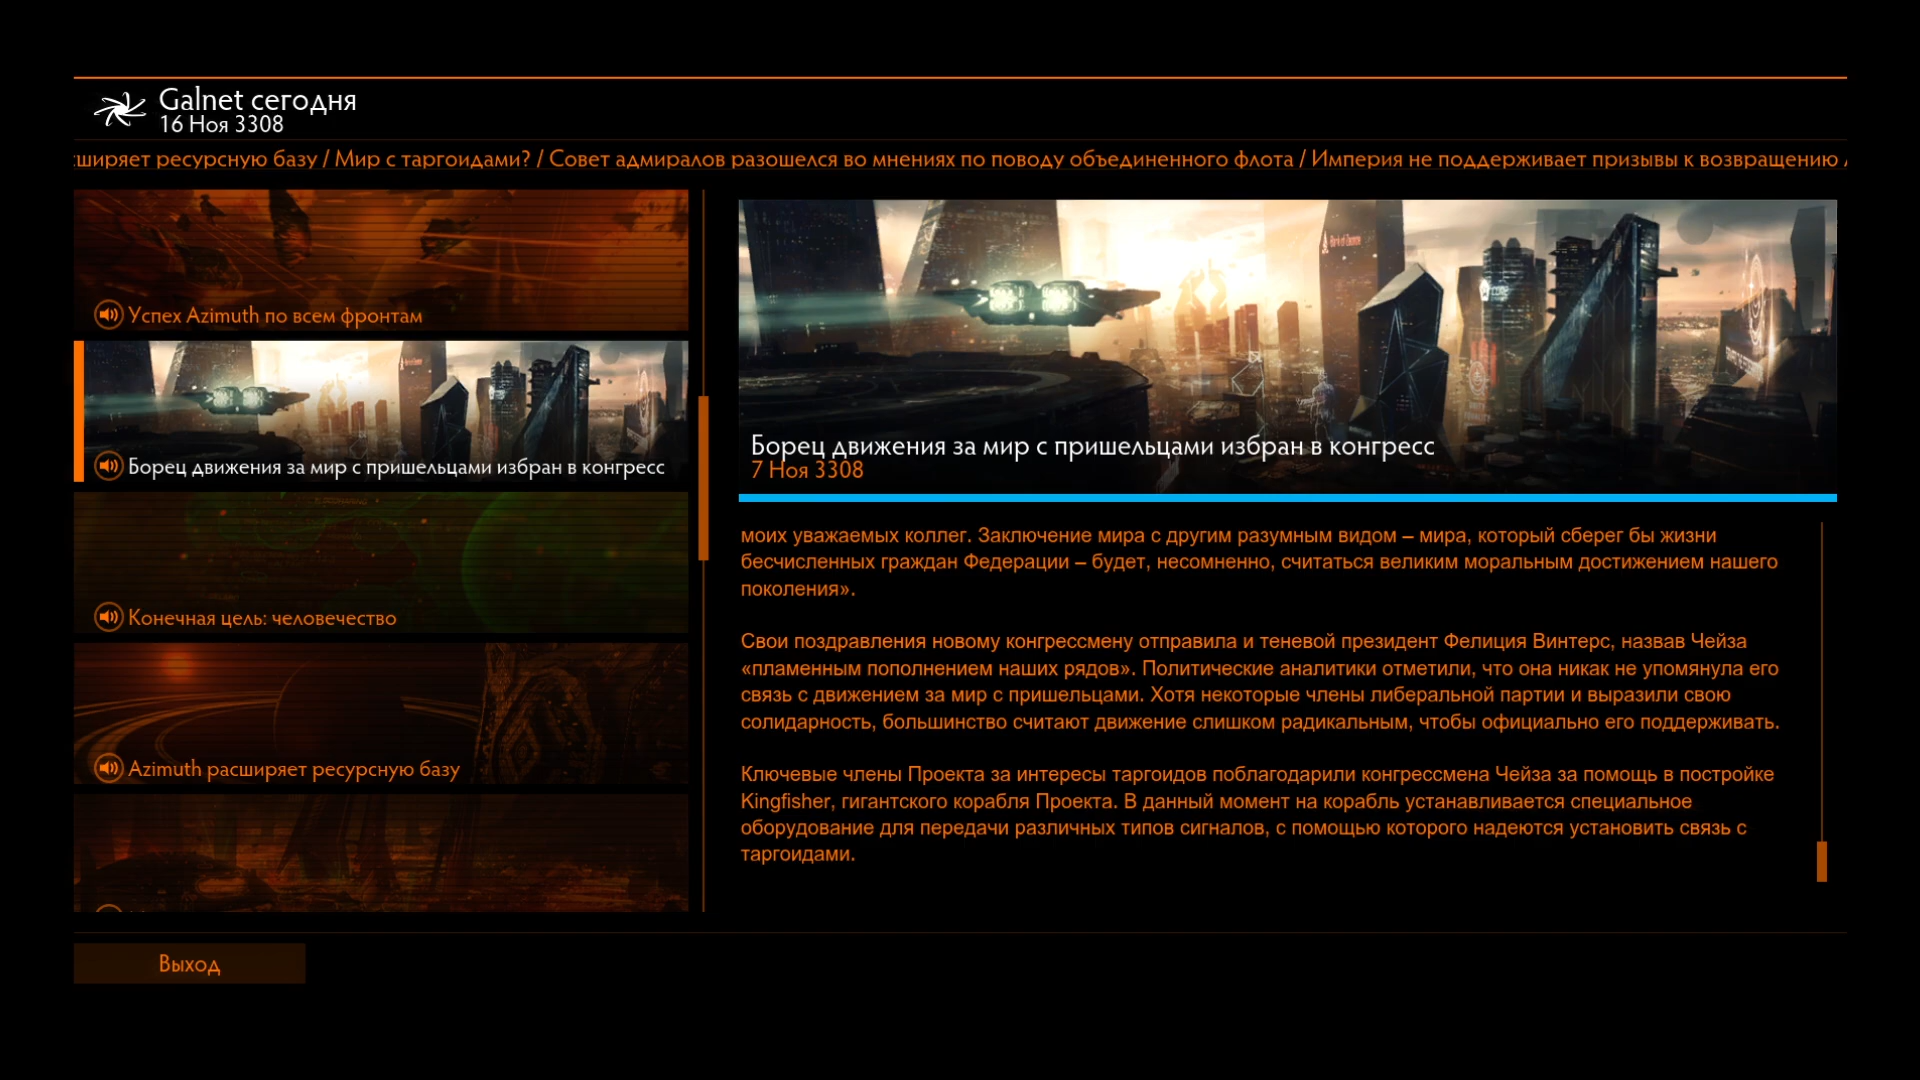 Galnet сегодня
16 Ноя 3308
сширяет ресурсную базу / Мир с таргоидами? / Совет адмиралов разошелся во мнениях по поводу объединенного флота / Империя не поддерживает призывы к возвращению
Успех Azimuth по всем фронтам
Борец движения за мир с пришельцами избран в конгресс
Конечная цель: человечество
Azimuth расширяет ресурсную базу
Борец движения за мир с пришельцами избран в конгресс
7 Ноя 3308
моих уважаемых коллег. Заключение мира с другим разумным видом – мира, который сберег бы жизни
бесчисленных граждан Федерации – будет, несомненно, считаться великим моральным достижением нашего
поколения».
Свои поздравления новому конгрессмену отправила и теневой президент Фелиция Винтерс, назвав Чейза
«пламенным пополнением наших рядов». Политические аналитики отметили, что она никак не упомянула его
связь с движением за мир с пришельцами. Хотя некоторые члены либеральной партии и выразили свою
солидарность, большинство считают движение слишком радикальным, чтобы официально его поддерживать.
Ключевые члены Проекта за интересы таргоидов поблагодарили конгрессмена Чейза за помощь в постройке
Kingfisher, гигантского корабля Проекта. В данный момент на корабль устанавливается специальное
оборудование для передачи различных типов сигналов, с помощью которого надеются установить связь с
таргоидами.
Выход